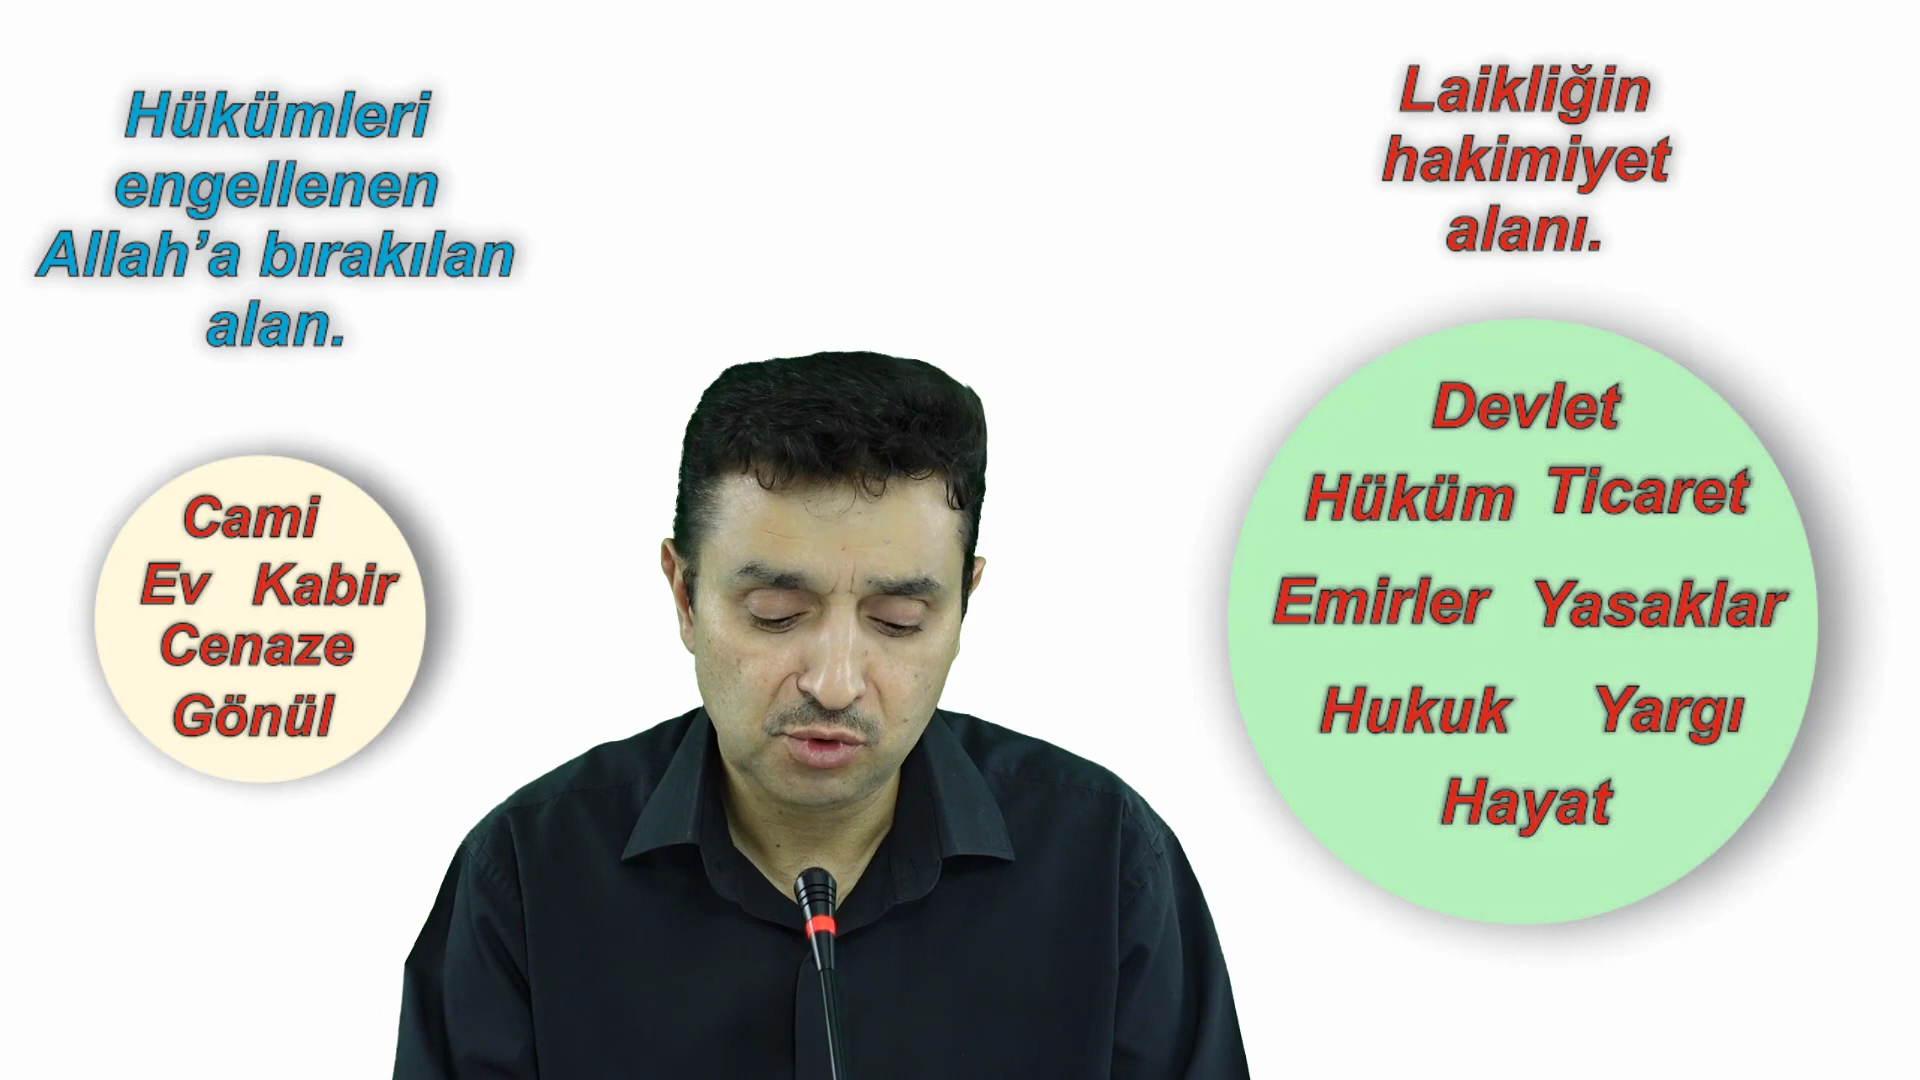 Hükümleri
engellenen
Allah’a bırakılan
alan.
Cami
Ev Kabir
Cenaze
Gönül
Laikliğin
hakimiyet
alanı.
Devlet
Hüküm Ticaret
Emirler Yasaklar
Hukuk Yargı
Hayat